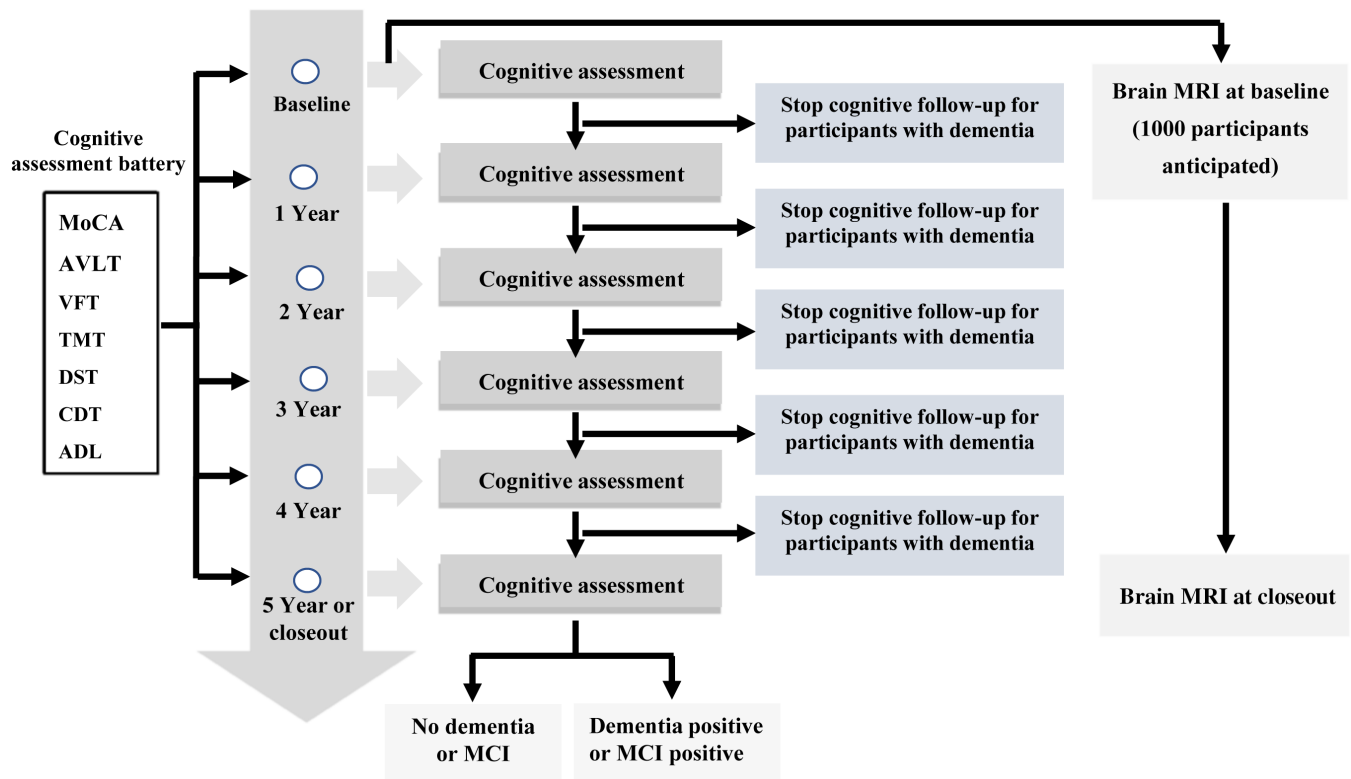 Cognitive
assessment battery
MoCA
AVLT
VFT
TMT
DST
CDT
ADL
Baseline
1 Year
2 Year
3 Year
4 Year
5 Year or
closeout
Cognitive assessment
Stop cognitive follow-up for
participants with dementia
Cognitive assessment
Stop cognitive follow-up for
participants with dementia
Cognitive assessment
Stop cognitive follow-up for
participants with dementia
Cognitive assessment
Stop cognitive follow-up for
participants with dementia
Cognitive assessment
Stop cognitive follow-up for
participants with dementia
Cognitive assessment
No dementia
or MCI
Dementia positive
or MCI positive
Brain MRI at baseline
(1000 participants
anticipated)
Brain MRI at closeout